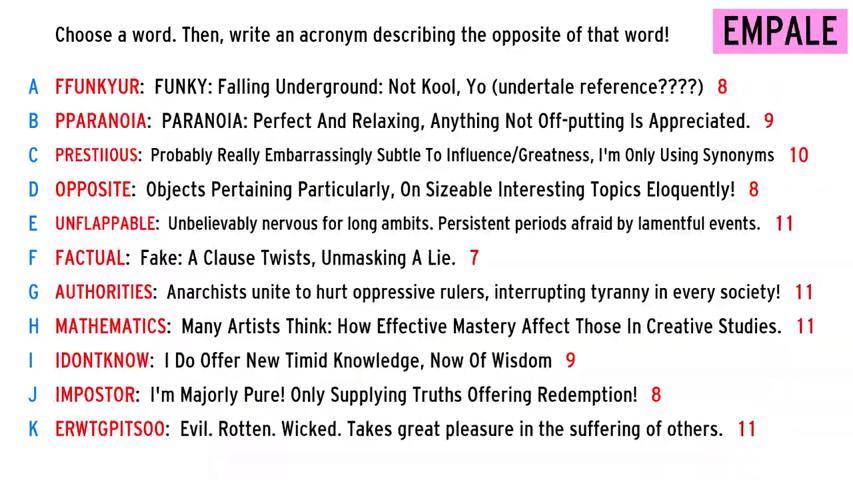 Choose a word. Then, write an acronym describing the opposite of that word!
EMPALE
A FFUNKYUR: FUNKY: Falling Underground: Not Kool, Yo (undertale reference????) 8
B PPARANOIA: PARANOIA: Perfect And Relaxing, Anything Not Off-putting Is Appreciated. 9
C PRESTIIOUS: Probably Really Embarrassingly Subtle To Influence/Greatness, I'm Only Using Synonyms 10
D OPPOSITE: Objects Pertaining Particularly, On Sizeable Interesting Topics Eloquently! 8
E UNFLAPPABLE: Unbelievably nervous for long ambits. Persistent periods afraid by lamentful events. 11
F FACTUAL: Fake: A Clause Twists, Unmasking A Lie. 7
G AUTHORITIES: Anarchists unite to hurt oppressive rulers, interrupting tyranny in every society! 11
H MATHEMATICS: Many Artists Think: How Effective Mastery Affect Those In Creative Studies. 11
I IDONTKNOW: I Do Offer New Timid Knowledge, Now Of Wisdom 9
J IMPOSTOR: I'm Majorly Pure! Only Supplying Truths Offering Redemption! 8
K ERWTGPITSOO: Evil. Rotten. Wicked. Takes great pleasure in the suffering of others. 11